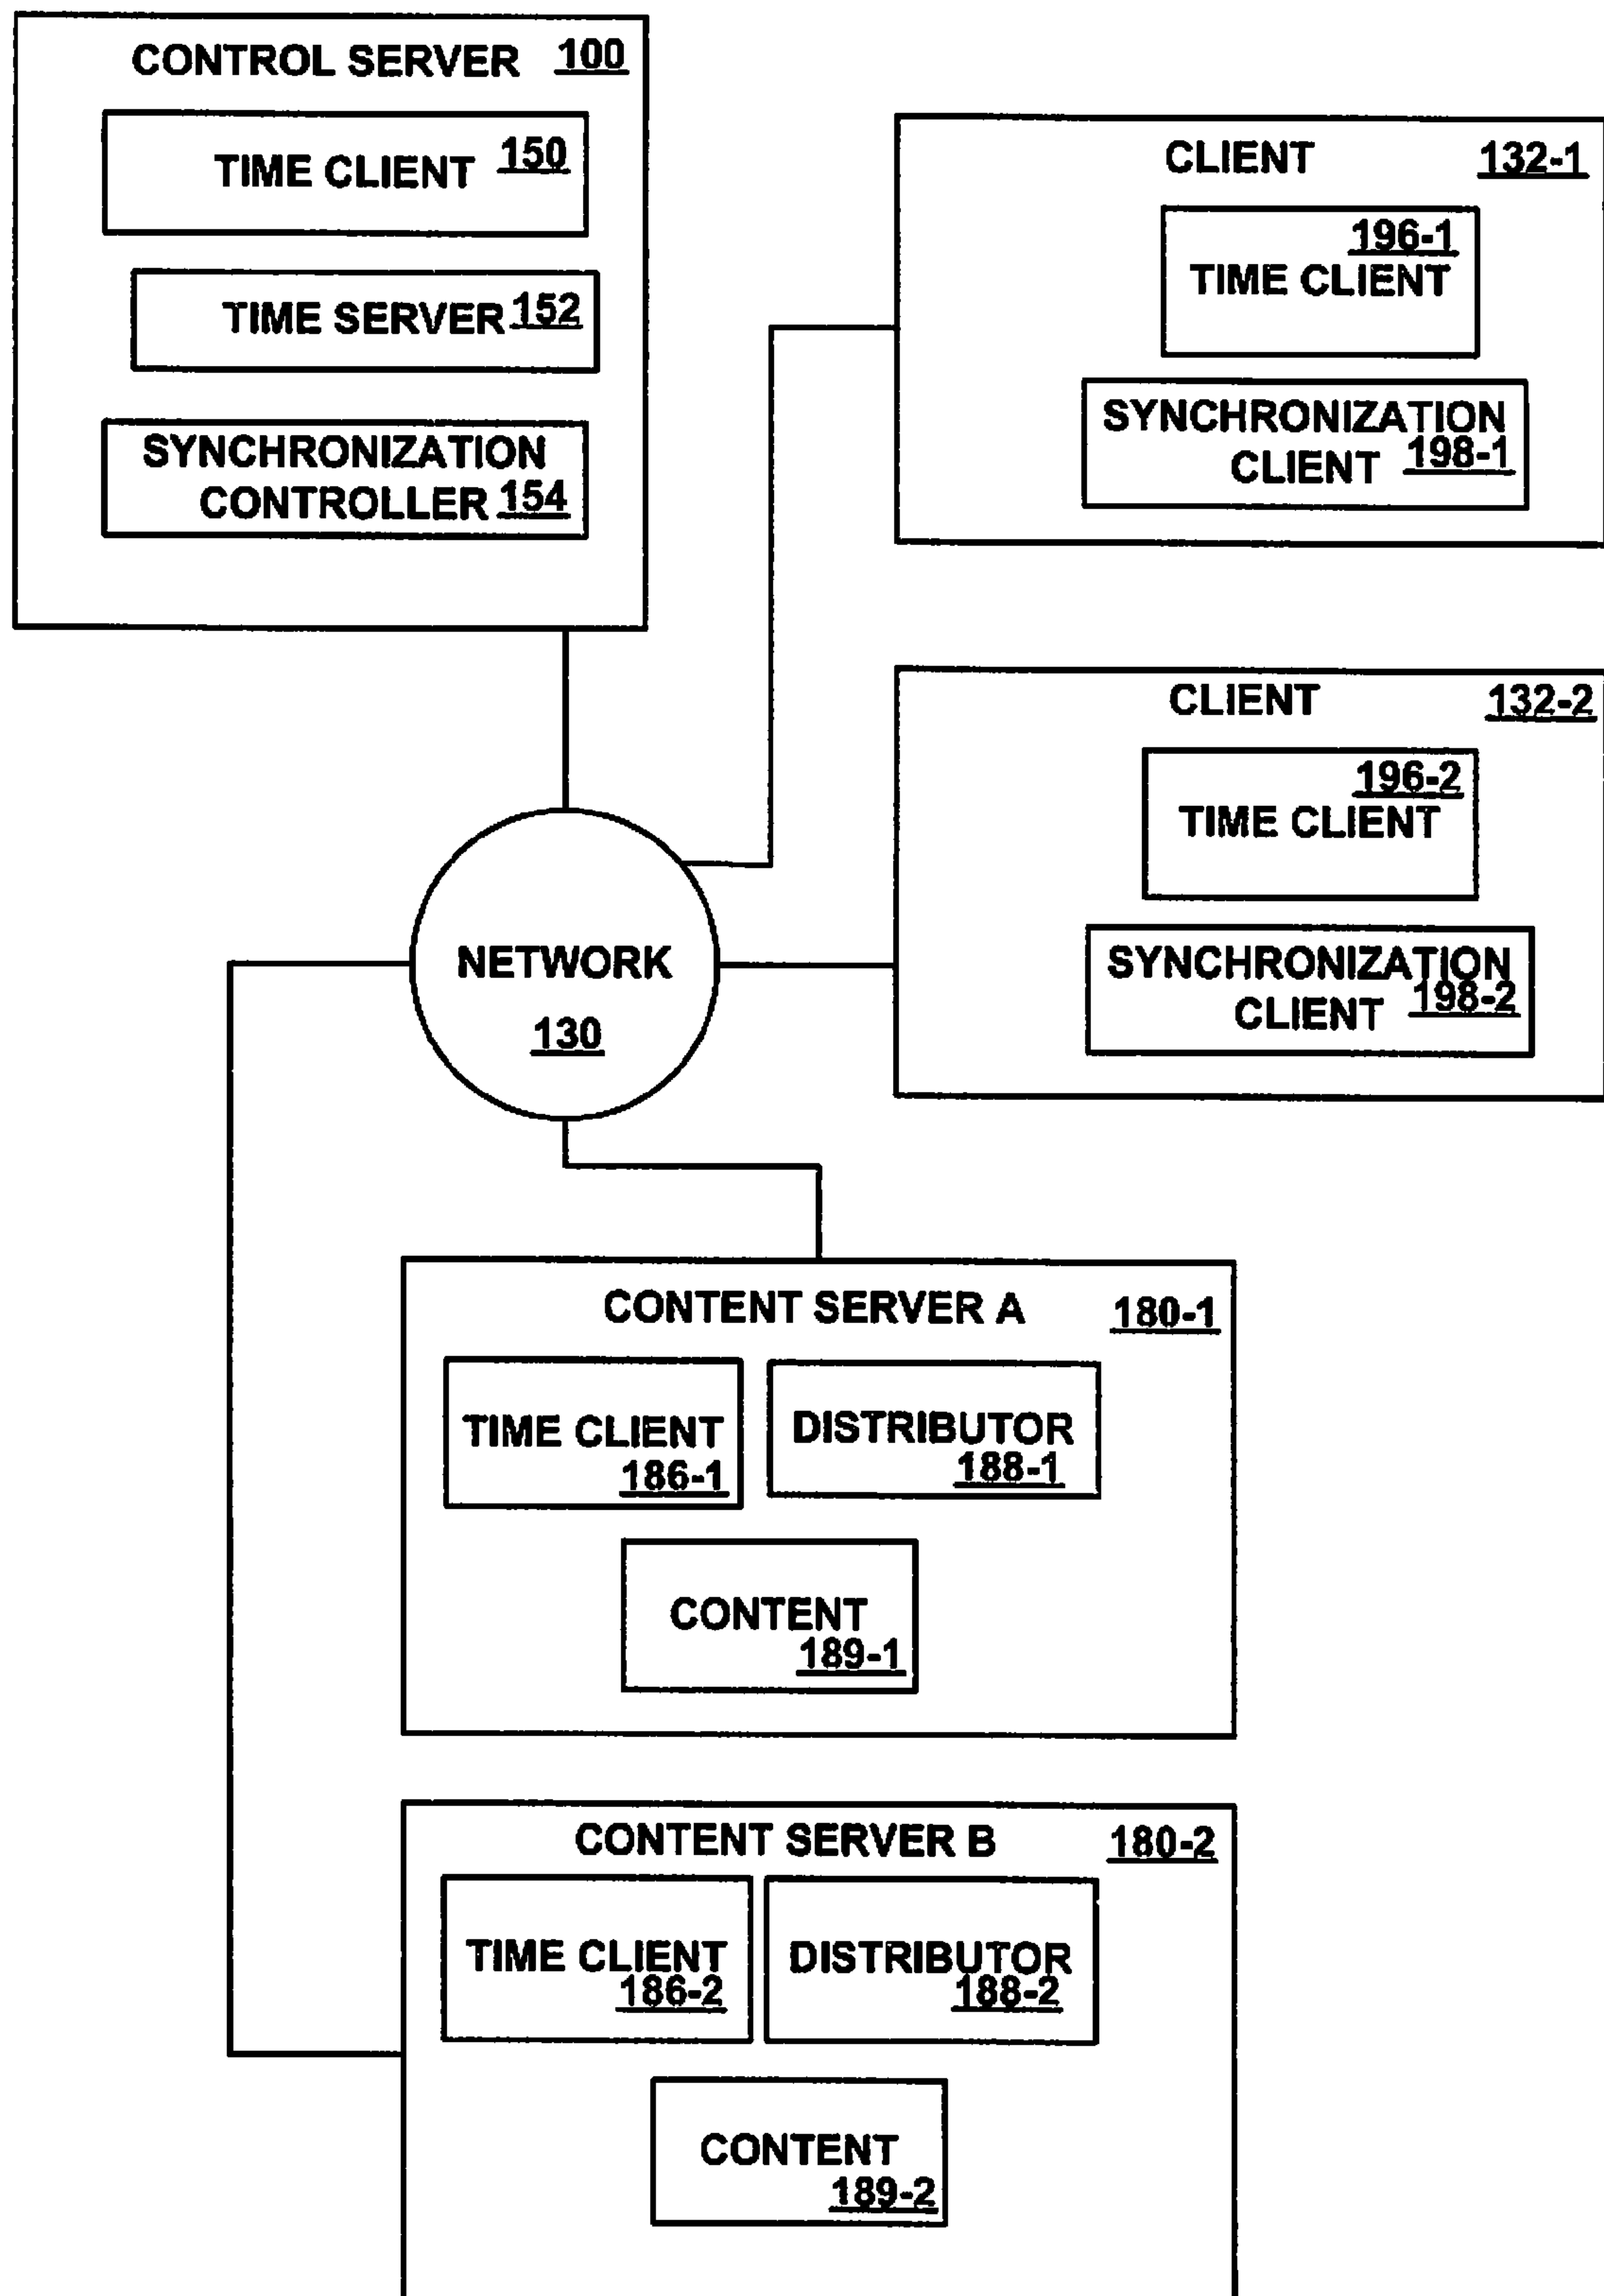 CONTROL SERVER 100
TIME CLIENT 150
TIME SERVER 152
SYNCHRONIZATION
CONTROLLER 154
CLIENT 132-1
196-1
TIME CLIENT
SYNCHRONIZATION
CLIENT 198-1
CLIENT 132-2
196-2
TIME CLIENT
SYNCHRONIZATION
CLIENT 198-2
NETWORK
130
CONTENT SERVER A 180-1
TIME CLIENT
186-1
DISTRIBUTOR
188-1
CONTENT
189-1
CONTENT SERVER B 180-2
TIME CLIENT
186-2
DISTRIBUTOR
188-2
CONTENT
189-2